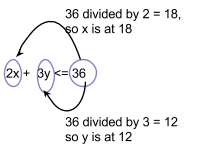 36 divided by 2 = 18,
so x is at 18
2x + 3y <= 36
36 divided by 3 = 12
so y is at 12